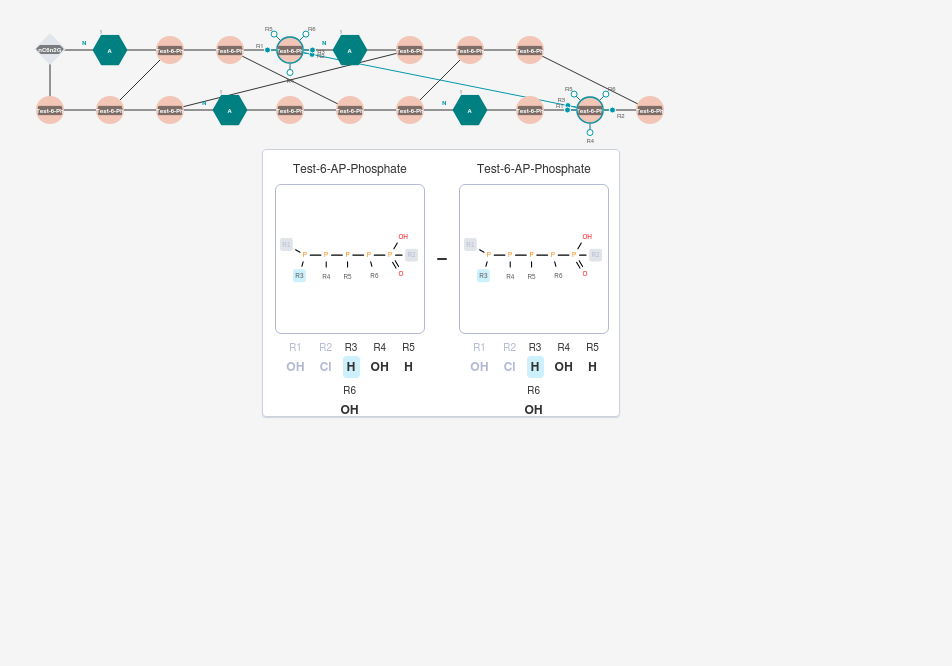 R5 R6
N 1 N 1
nC6n2G A Test-6-Ph Test-6-Ph R1 Test-6-Ph R3 R2 A Test-6-Ph Test-6-Ph Test-6-Ph
R4
R5 R6
N 1 N 1 R3
Test-6-Ph Test-6-Ph Test-6-Ph A Test-6-Ph Test-6-Ph Test-6-Ph A Test-6-Ph R1 Test-6-Ph R2 Test-6-Ph
R4
Test-6-AP-Phosphate Test-6-AP-Phosphate
OH OH
R1 R1
P P P P P R2 P P P P P R2
R3 R4 R5 R6 O R3 R4 R5 R6 O
R1 R2 R3 R4 R5 R1 R2 R3 R4 R5
OH Cl H OH H OH Cl H OH H
R6 R6
OH OH